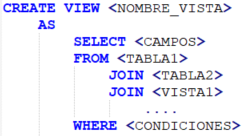 CREATE VIEW <NOMBRE_VISTA>
AS
SELECT <CAMPOS>
FROM <TABLA1>
JOIN <TABLA2>
JOIN <VISTA1>
....
WHERE <CONDICIONES>